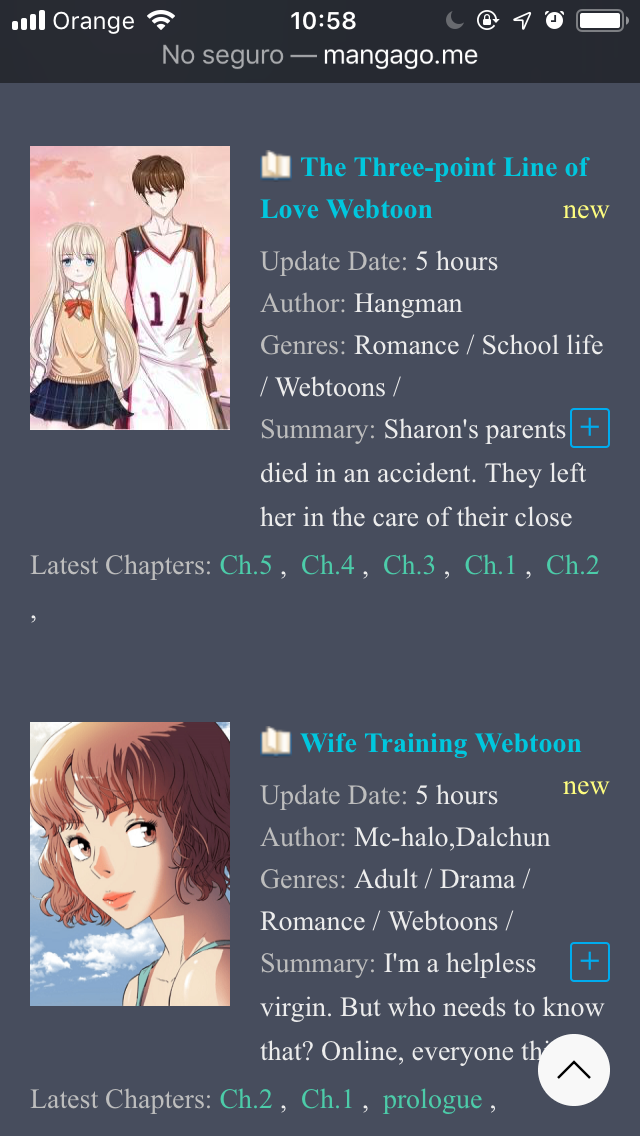 Orange 10:58
No seguro — mangago.me
The Three-point Line of
Love Webtoon new
Update Date: 5 hours
Author: Hangman
Genres: Romance / School life
/ Webtoons /
Summary: Sharon's parents
died in an accident. They left
her in the care of their close
Latest Chapters: Ch.5 , Ch.4 , Ch.3 , Ch.1 , Ch.2
,
11
Wife Training Webtoon
new
Update Date: 5 hours
Author: Mc-halo,Dalchun
Genres: Adult / Drama /
Romance / Webtoons /
Summary: I'm a helpless
virgin. But who needs to know
that? Online, everyone
Latest Chapters: Ch.2 , Ch.1 , prologue ,